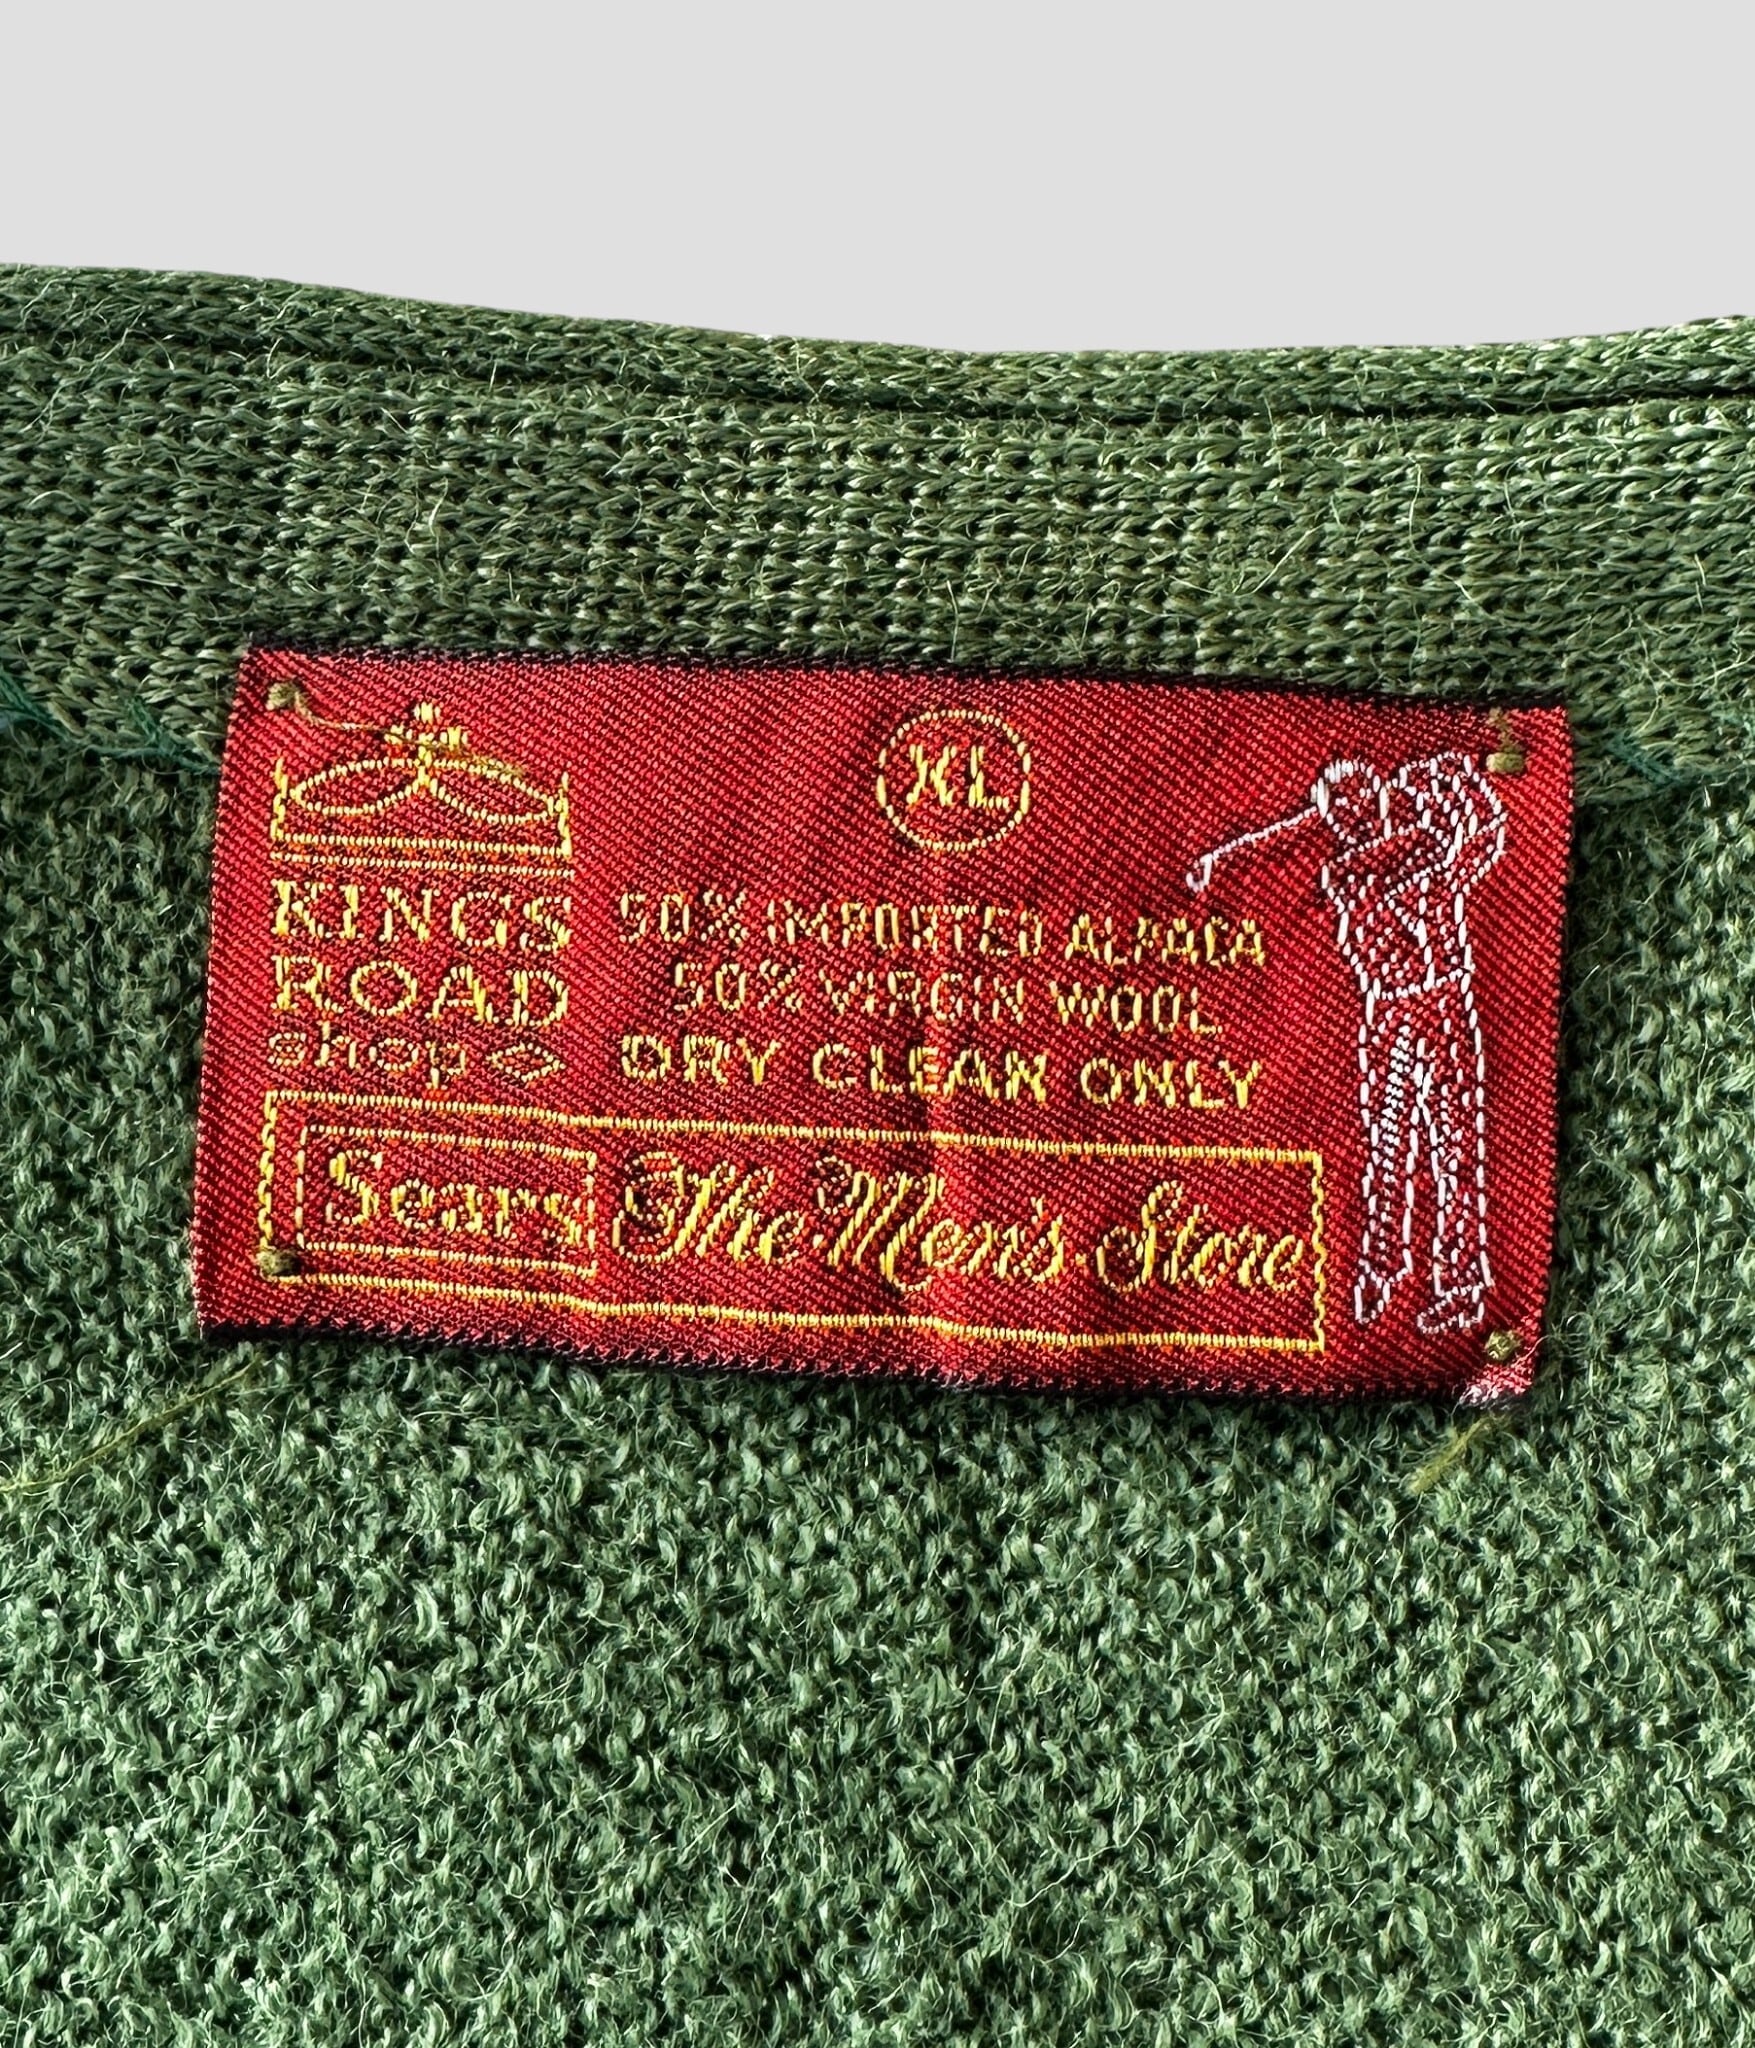 XL
KINGS
ROAD
shop
50% IMPORTED ALPACA
50% VIRGIN WOOL
DRY CLEAN ONLY
Sears The Men's Store